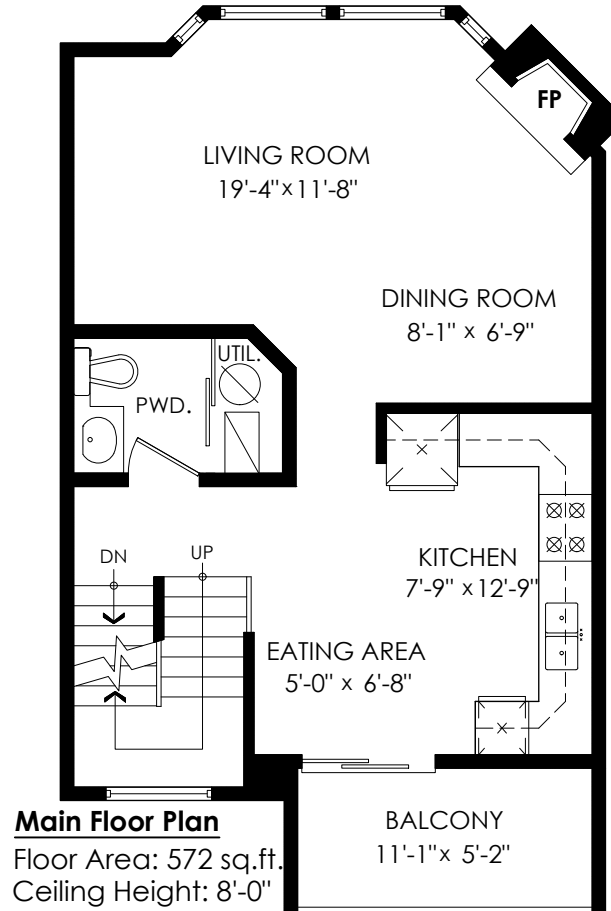 FP
LIVING ROOM
19'-4"x11'-8"
DINING ROOM
8'-1" x 6'-9"
UTIL.
PWD.
DN
UP
KITCHEN
7'-9" x12'-9"
EATING AREA
5'-0" x 6'-8"
Main Floor Plan
Floor Area: 572 sq.ft.
Ceiling Height: 8'-0"
BALCONY
11'-1"x 5'-2"